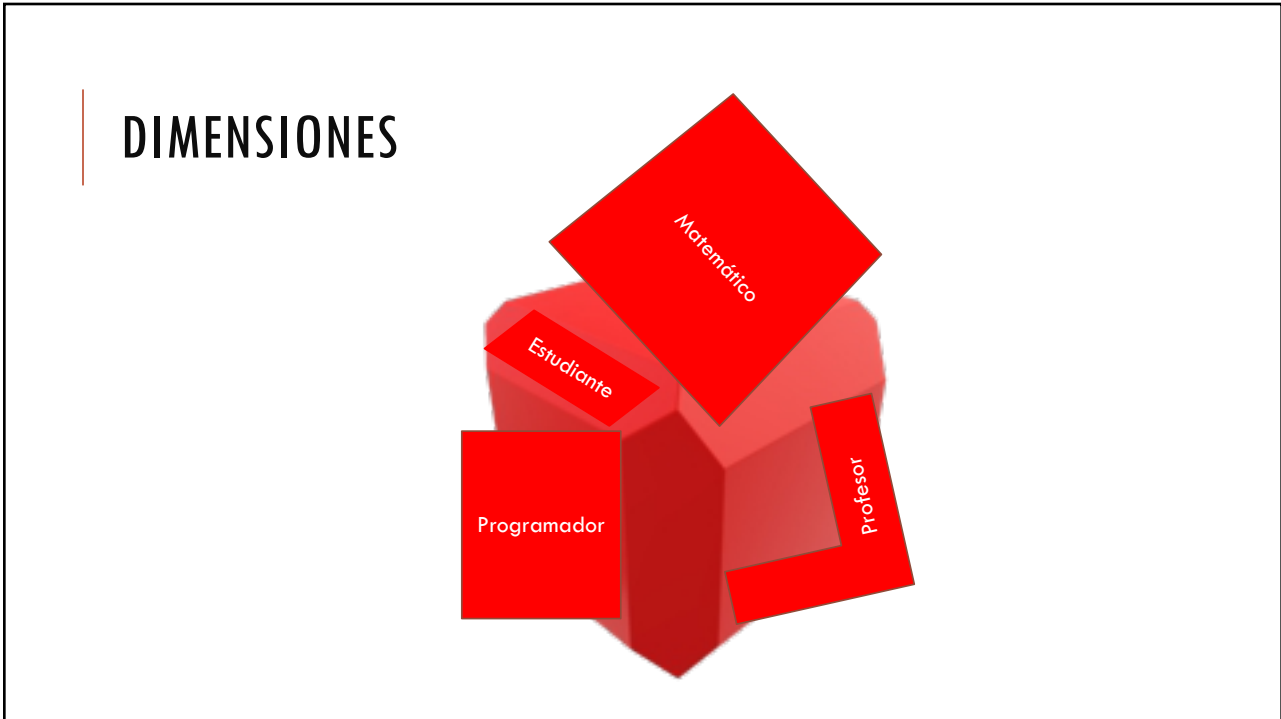 DIMENSIONES
Matemático
Estudiante
Programador
Profesor